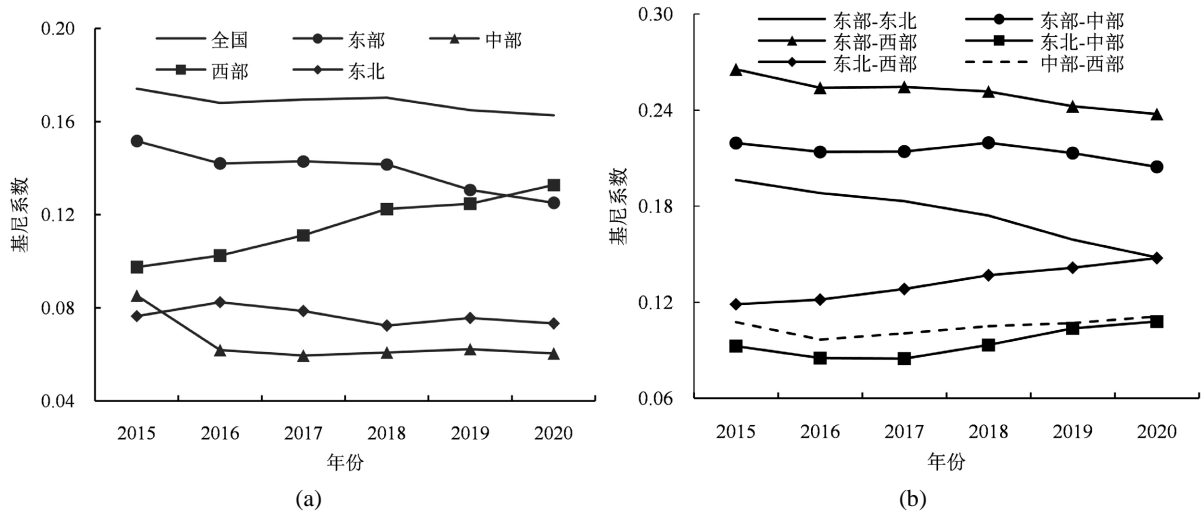 0.20
0.16
0.12
0.08
0.04
基尼系数
全国 东部 中部
西部 东北
2015 2016 2017 2018 2019 2020
年份
(a)
0.30
0.24
0.18
0.12
0.06
基尼系数
东部-东北 东部-中部
东部-西部 东北-中部
东北-西部 中部-西部
2015 2016 2017 2018 2019 2020
年份
(b)